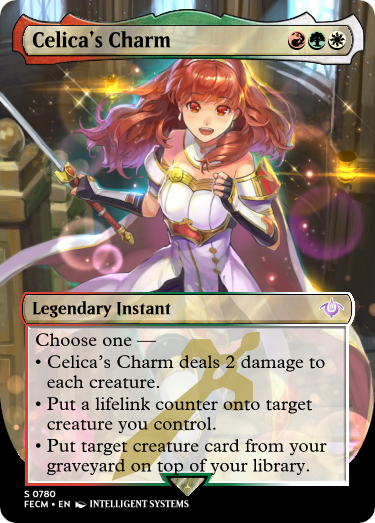 Celica's Charm
Legendary Instant
Choose one —
• Celica's Charm deals 2 damage to
each creature.
• Put a lifelink counter onto target
creature you control.
• Put target creature card from your
graveyard on top of your library.
S 0780
FECM • EN INTELLIGENT SYSTEMS